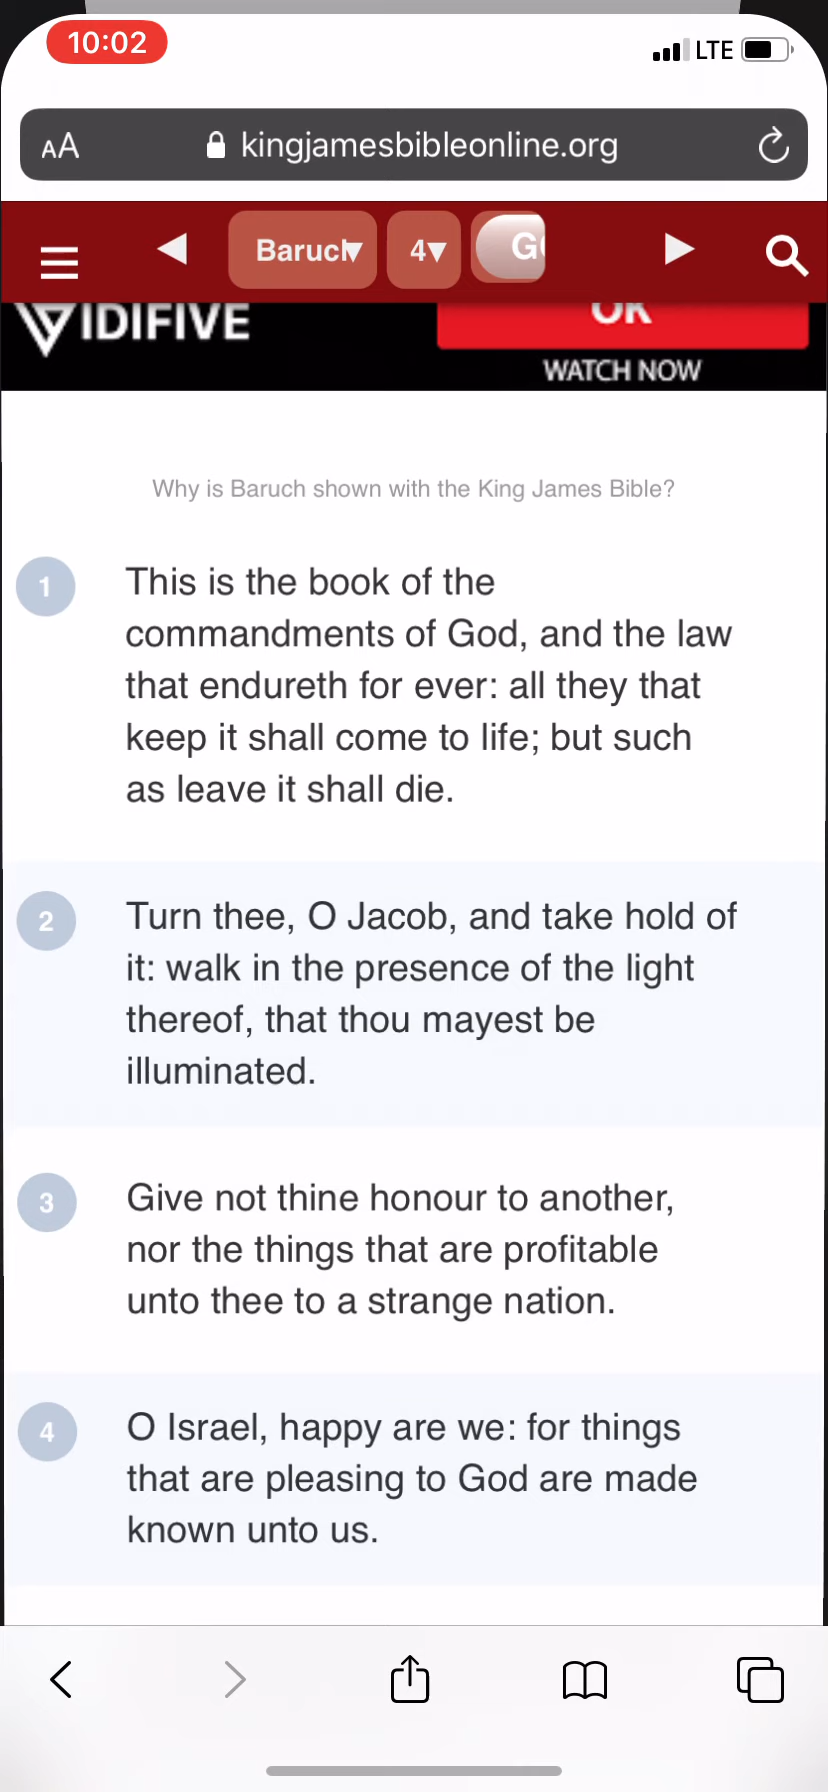 10:02
LTE
AA kingjamesbibleonline.org
Baruch 4
VIDIFIVE
OK
WATCH NOW
Why is Baruch shown with the King James Bible?
1 This is the book of the
commandments of God, and the law
that endureth for ever: all they that
keep it shall come to life; but such
as leave it shall die.
2 Turn thee, O Jacob, and take hold of
it: walk in the presence of the light
thereof, that thou mayest be
illuminated.
3 Give not thine honour to another,
nor the things that are profitable
unto thee to a strange nation.
4 O Israel, happy are we: for things
that are pleasing to God are made
known unto us.